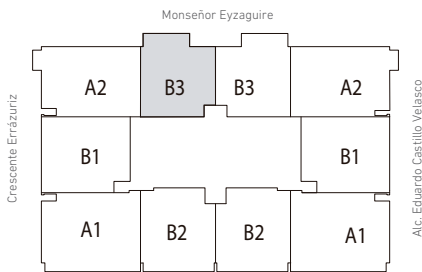 Monseñor Eyzaguire
A2 B3 B3 A2
Crescente Errázuriz
B1 B1
Alc. Eduardo Castillo Velasco
A1 B2 B2 A1